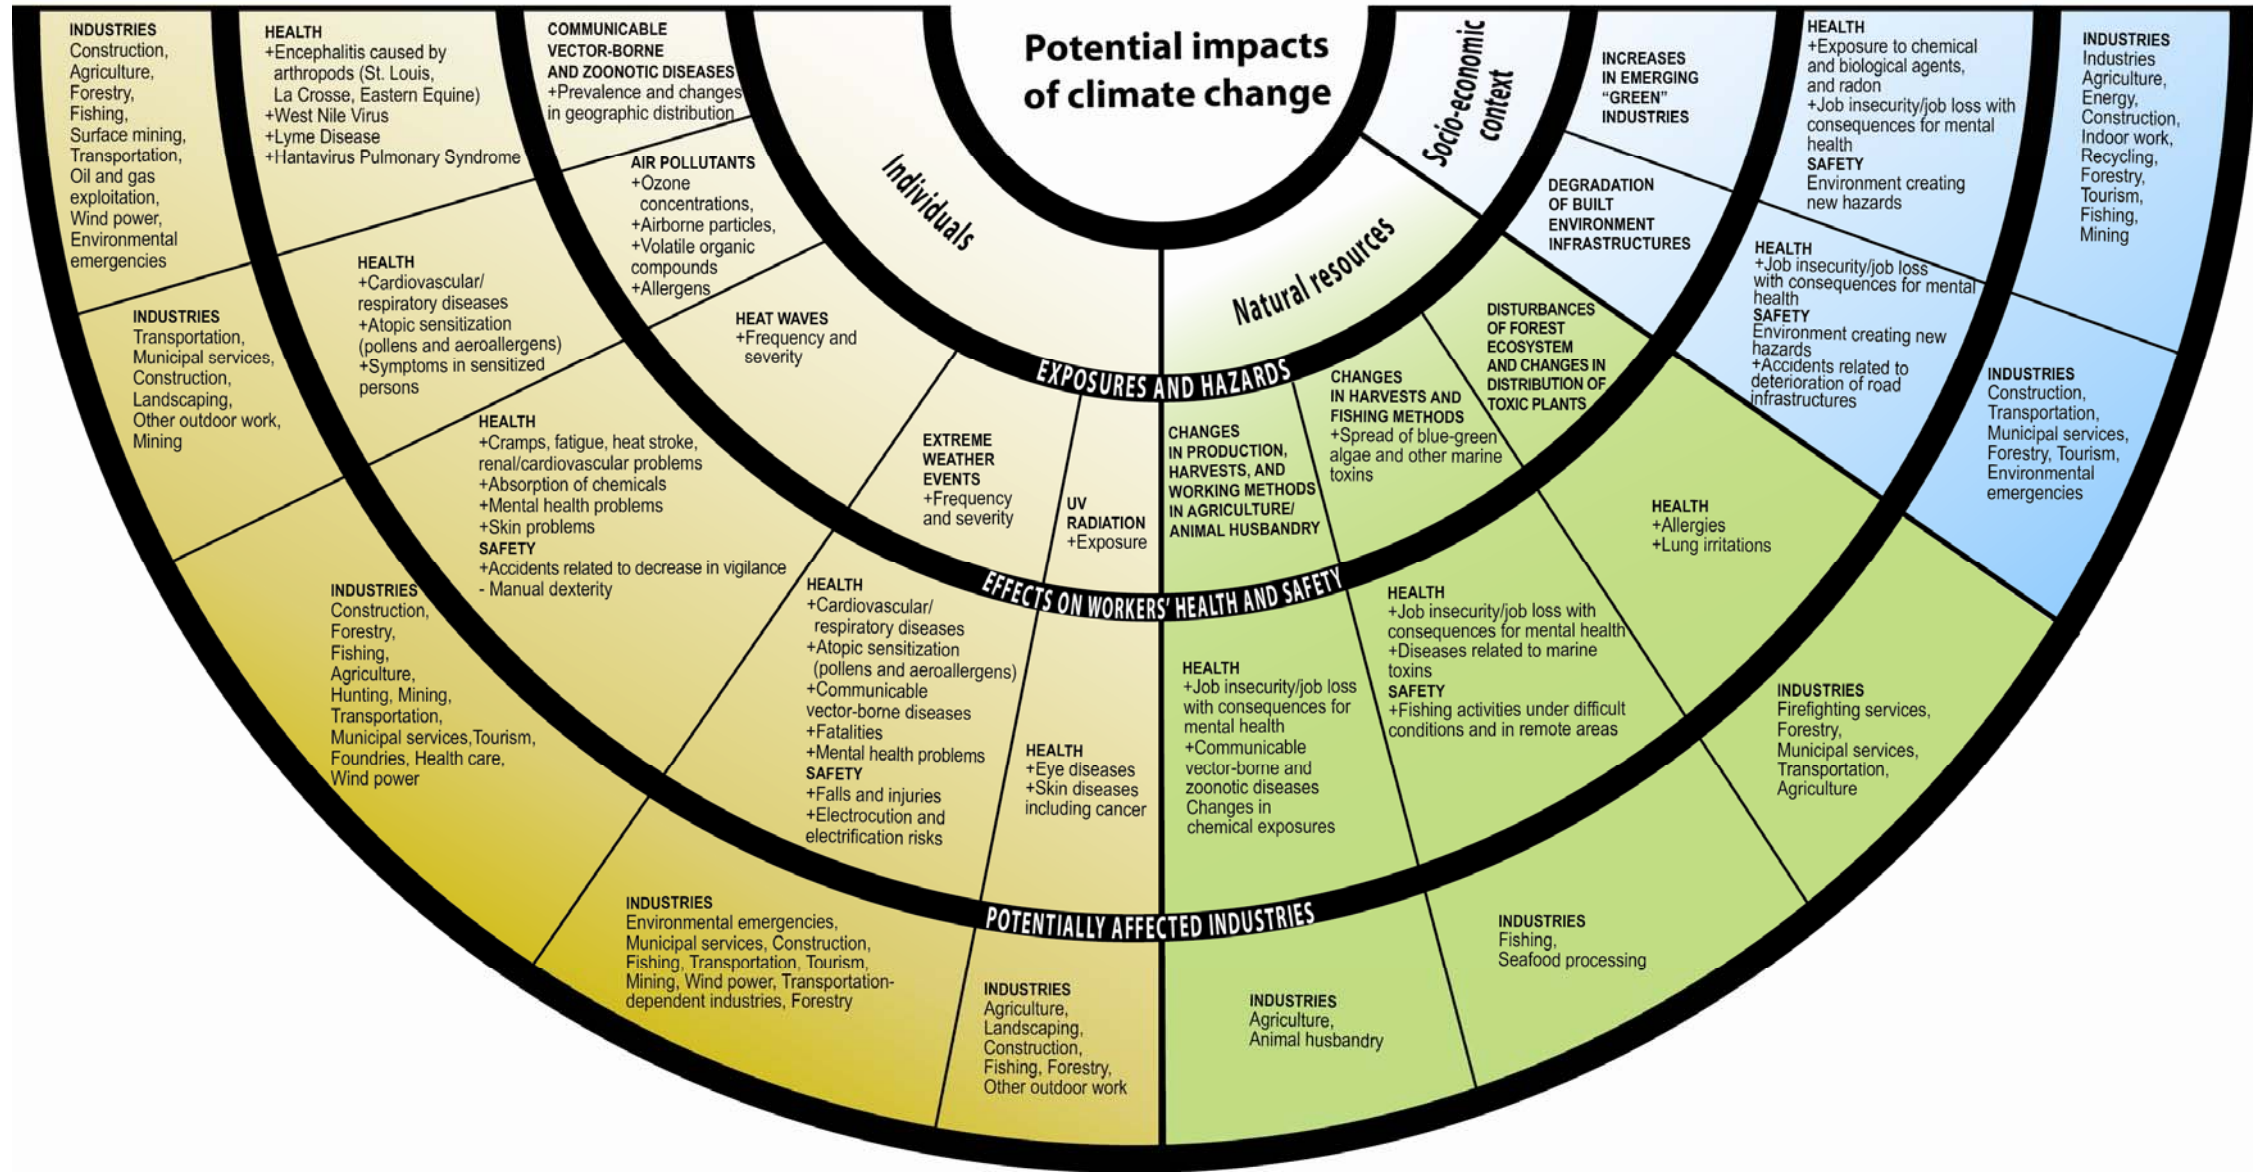 Potential impacts
of climate change
Individuals
Natural resources
Socio-economic
context
EXPOSURES AND HAZARDS
COMMUNICABLE
VECTOR-BORNE
AND ZOONOTIC DISEASES
+Prevalence and changes
in geographic distribution
AIR POLLUTANTS
+Ozone
concentrations,
+Airborne particles,
+Volatile organic
compounds
+Allergens
HEAT WAVES
+Frequency and
severity
EXTREME
WEATHER
EVENTS
+Frequency
and severity
UV
RADIATION
+Exposure
CHANGES
IN PRODUCTION,
HARVESTS, AND
WORKING METHODS
IN AGRICULTURE/
ANIMAL HUSBANDRY
CHANGES
IN HARVESTS AND
FISHING METHODS
+Spread of blue-green
algae and other marine
toxins
DISTURBANCES
OF FOREST
ECOSYSTEM
AND CHANGES IN
DISTRIBUTION OF
TOXIC PLANTS
DEGRADATION
OF BUILT
ENVIRONMENT
INFRASTRUCTURES
INCREASES
IN EMERGING
“GREEN”
INDUSTRIES
EFFECTS ON WORKERS’ HEALTH AND SAFETY
HEALTH
+Encephalitis caused by
arthropods (St. Louis,
La Crosse, Eastern Equine)
+West Nile Virus
+Lyme Disease
+Hantavirus Pulmonary Syndrome
HEALTH
+Cardiovascular/
respiratory diseases
+Atopic sensitization
(pollens and aeroallergens)
+Symptoms in sensitized
persons
HEALTH
+Cramps, fatigue, heat stroke,
renal/cardiovascular problems
+Absorption of chemicals
+Mental health problems
+Skin problems
SAFETY
+Accidents related to decrease in vigilance
- Manual dexterity
HEALTH
+Cardiovascular/
respiratory diseases
+Atopic sensitization
(pollens and aeroallergens)
+Communicable
vector-borne diseases
+Fatalities
+Mental health problems
SAFETY
+Falls and injuries
+Electrocution and
electrification risks
HEALTH
+Eye diseases
+Skin diseases
including cancer
HEALTH
+Job insecurity/job loss
with consequences for
mental health
+Communicable
vector-borne and
zoonotic diseases
Changes in
chemical exposures
HEALTH
+Job insecurity/job loss with
consequences for mental health
+Diseases related to marine
toxins
SAFETY
+Fishing activities under difficult
conditions and in remote areas
HEALTH
+Allergies
+Lung irritations
HEALTH
+Job insecurity/job loss
with consequences for mental
health
SAFETY
Environment creating new
hazards
+Accidents related to
deterioration of road
infrastructures
HEALTH
+Exposure to chemical
and biological agents,
and radon
+Job insecurity/job loss with
consequences for mental
health
SAFETY
Environment creating
new hazards
POTENTIALLY AFFECTED INDUSTRIES
INDUSTRIES
Construction,
Agriculture,
Forestry,
Fishing,
Surface mining,
Transportation,
Oil and gas
exploitation,
Wind power,
Environmental
emergencies
INDUSTRIES
Transportation,
Municipal services,
Construction,
Landscaping,
Other outdoor work,
Mining
INDUSTRIES
Construction,
Forestry,
Fishing,
Agriculture,
Hunting, Mining,
Transportation,
Municipal services,Tourism,
Foundries, Health care,
Wind power
INDUSTRIES
Environmental emergencies,
Municipal services, Construction,
Fishing, Transportation, Tourism,
Mining, Wind power, Transportation-
dependent industries, Forestry
INDUSTRIES
Agriculture,
Landscaping,
Construction,
Fishing, Forestry,
Other outdoor work
INDUSTRIES
Agriculture,
Animal husbandry
INDUSTRIES
Fishing,
Seafood processing
INDUSTRIES
Firefighting services,
Forestry,
Municipal services,
Transportation,
Agriculture
INDUSTRIES
Construction,
Transportation,
Municipal services,
Forestry, Tourism,
Environmental
emergencies
INDUSTRIES
Industries
Agriculture,
Energy,
Construction,
Indoor work,
Recycling,
Forestry,
Tourism,
Fishing,
Mining